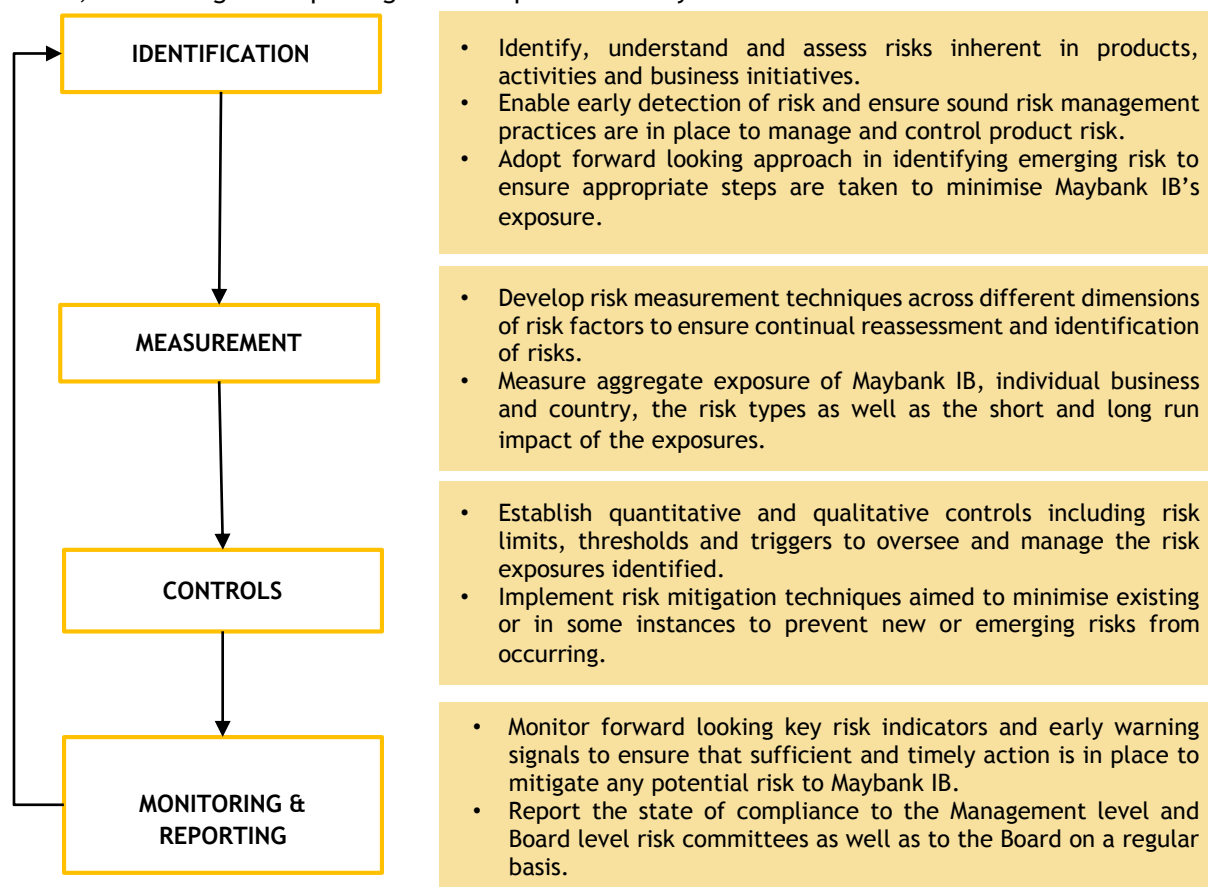 IDENTIFICATION
• Identify, understand and assess risks inherent in products,
activities and business initiatives.
• Enable early detection of risk and ensure sound risk management
practices are in place to manage and control product risk.
• Adopt forward looking approach in identifying emerging risk to
ensure appropriate steps are taken to minimise Maybank IB’s
exposure.
MEASUREMENT
• Develop risk measurement techniques across different dimensions
of risk factors to ensure continual reassessment and identification
of risks.
• Measure aggregate exposure of Maybank IB, individual business
and country, the risk types as well as the short and long run
impact of the exposures.
CONTROLS
• Establish quantitative and qualitative controls including risk
limits, thresholds and triggers to oversee and manage the risk
exposures identified.
• Implement risk mitigation techniques aimed to minimise existing
or in some instances to prevent new or emerging risks from
occurring.
MONITORING &
REPORTING
• Monitor forward looking key risk indicators and early warning
signals to ensure that sufficient and timely action is in place to
mitigate any potential risk to Maybank IB.
• Report the state of compliance to the Management level and
Board level risk committees as well as to the Board on a regular
basis.